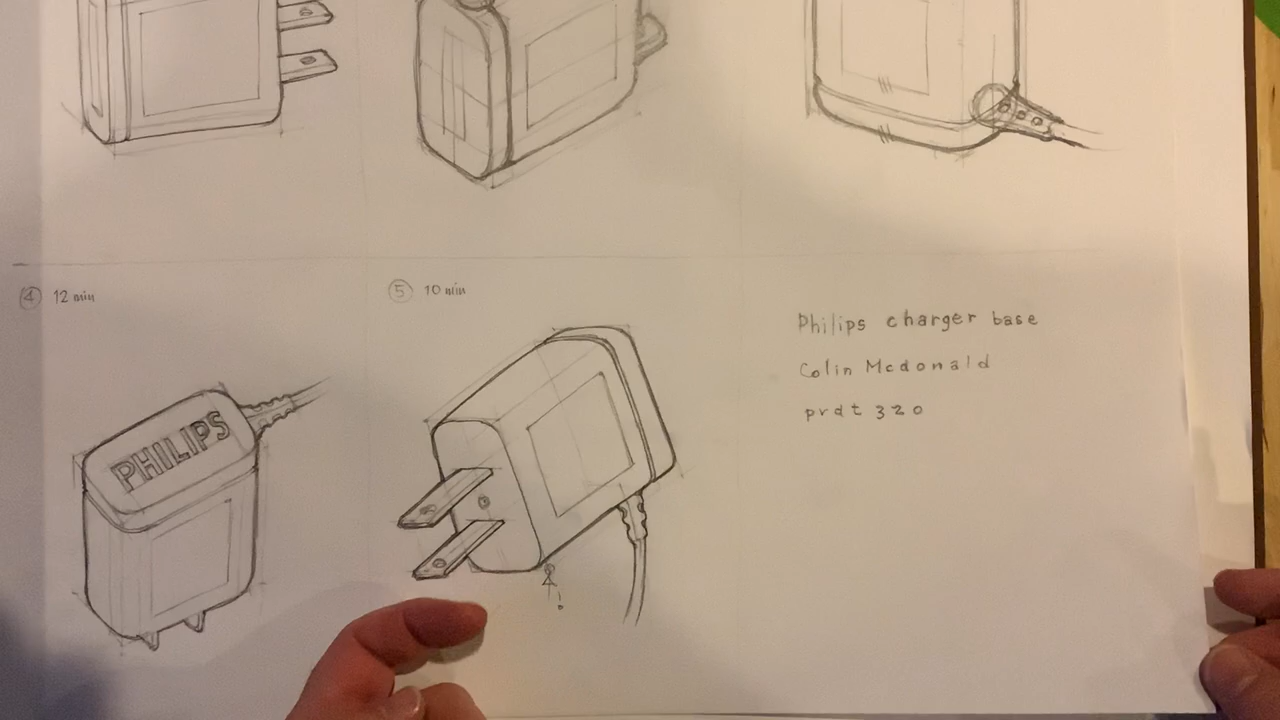 ④ 12 min
⑤ 10 min
Philips charger base
Colin Mcdonald
prdt 320
PHILIPS